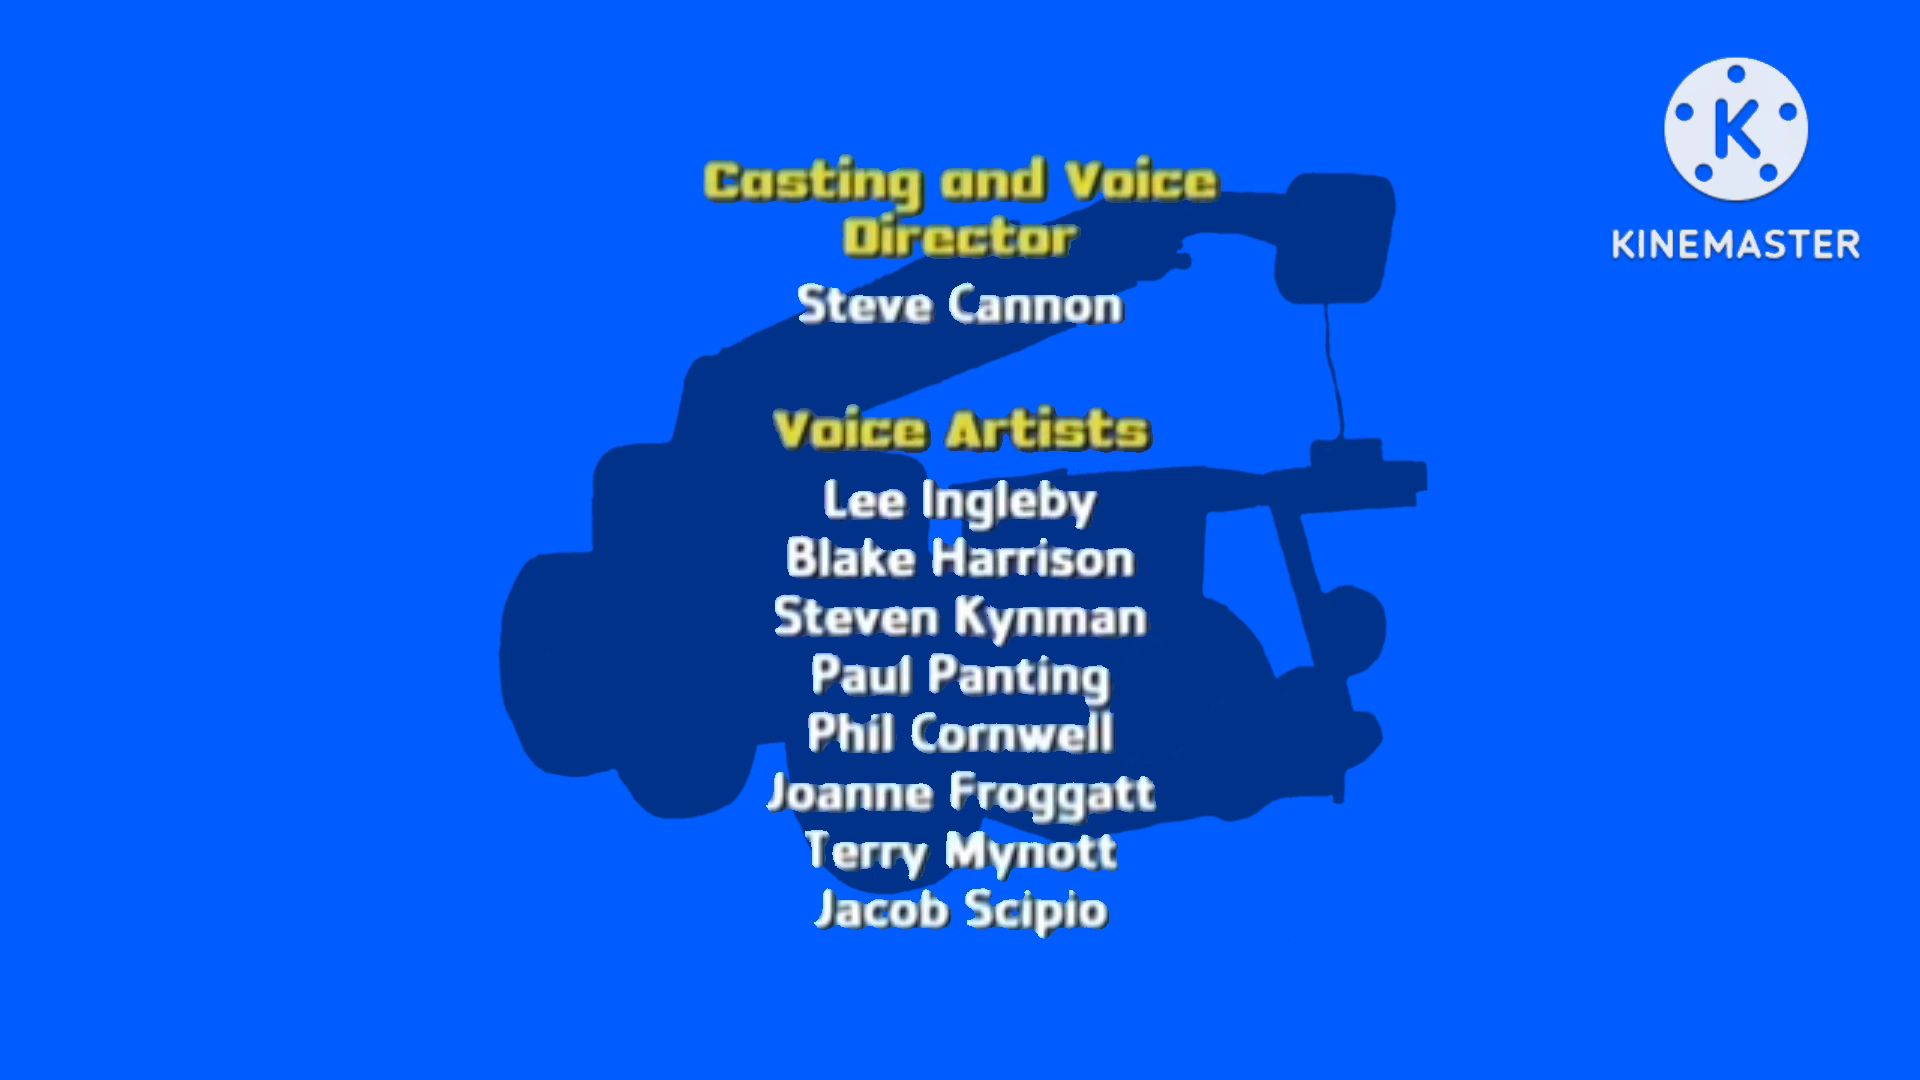 Casting and Voice
Director
Steve Cannon
Voice Artists
Lee Ingleby
Blake Harrison
Steven Kynman
Paul Panting
Phil Cornwell
Joanne Froggatt
Terry Mynott
Jacob Scipio
K
KINEMASTER